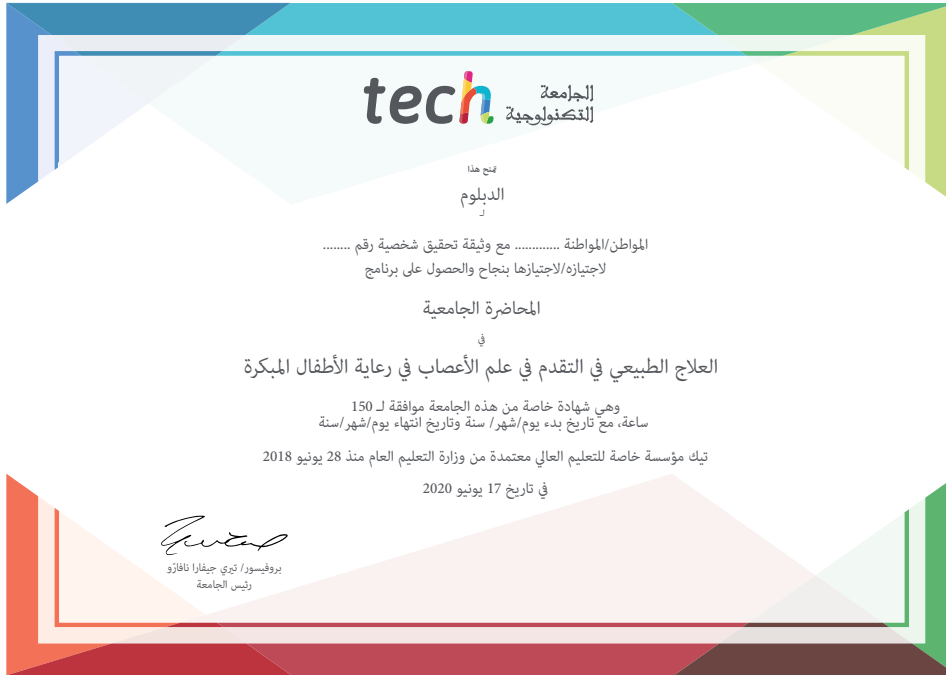 tech الجامعة
التكنولوجية
تمنح هذا
الدبلوم
لـ
المواطن/المواطنة ............. مع وثيقة تحقيق شخصية رقم ........
لاجتيازه/لاجتيازها بنجاح والحصول على برنامج
المحاضرة الجامعية
في
العلاج الطبيعي في التقدم في علم الأعصاب في رعاية الأطفال المبكرة
وهي شهادة خاصة من هذه الجامعة موافقة لـ 150
ساعة، مع تاريخ بدء يوم/شهر/ سنة وتاريخ انتهاء يوم/شهر/سنة
تيك مؤسسة خاصة للتعليم العالي معتمدة من وزارة التعليم العام منذ 28 يونيو 2018
في تاريخ 17 يونيو 2020
بروفيسور/ تيري جيفارا نافارّو
رئيس الجامعة